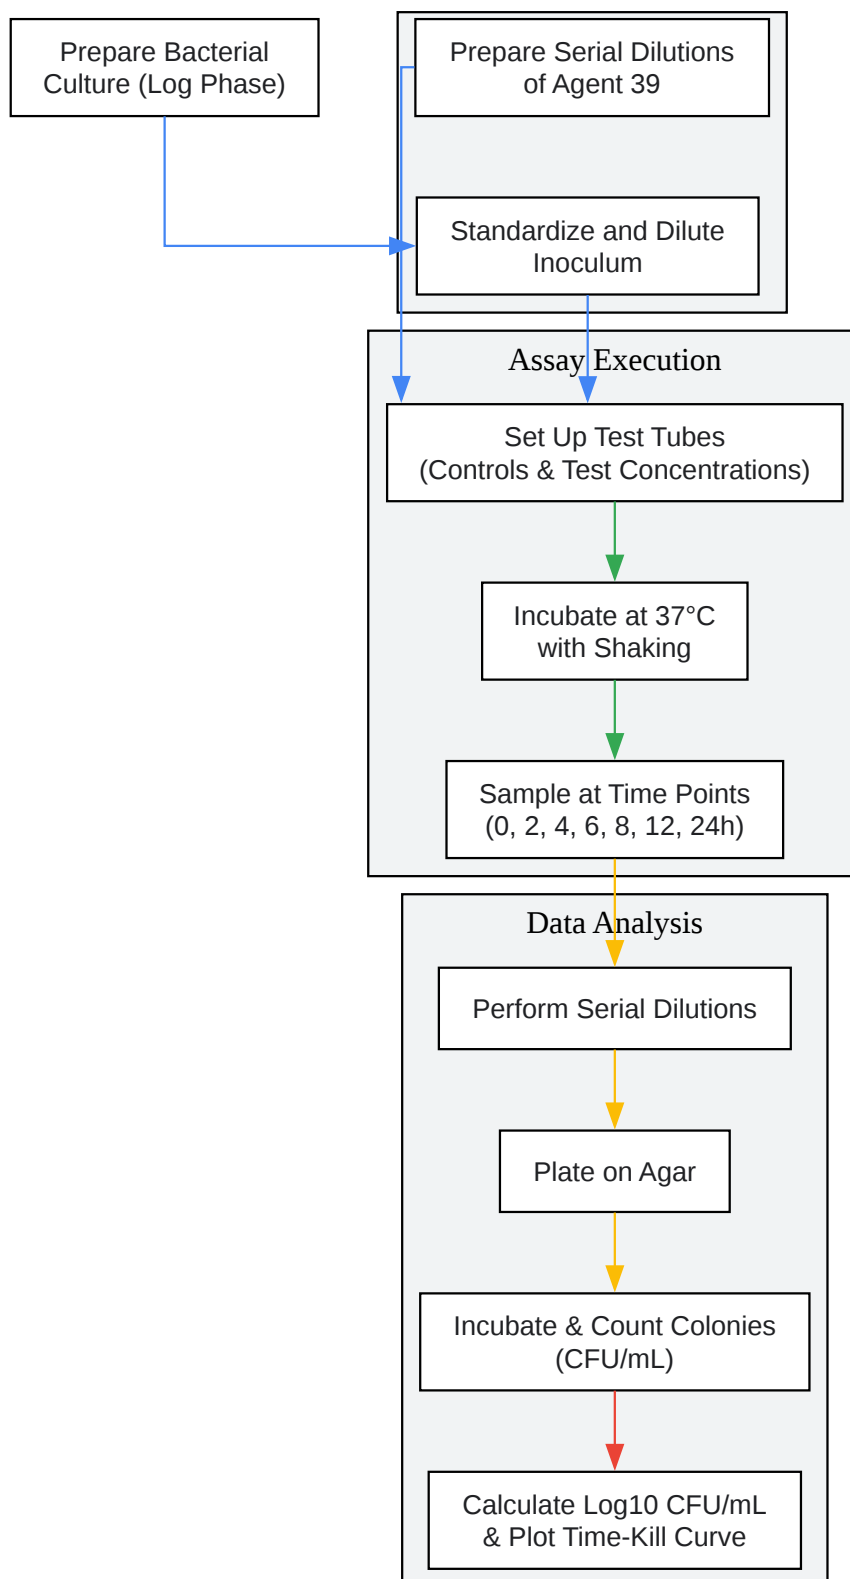 Prepare Bacterial
Culture (Log Phase)
Prepare Serial Dilutions
of Agent 39
Standardize and Dilute
Inoculum
Assay Execution
Set Up Test Tubes
(Controls & Test Concentrations)
Incubate at 37°C
with Shaking
Sample at Time Points
(0, 2, 4, 6, 8, 12, 24h)
Data Analysis
Perform Serial Dilutions
Plate on Agar
Incubate & Count Colonies
(CFU/mL)
Calculate Log10 CFU/mL
& Plot Time-Kill Curve